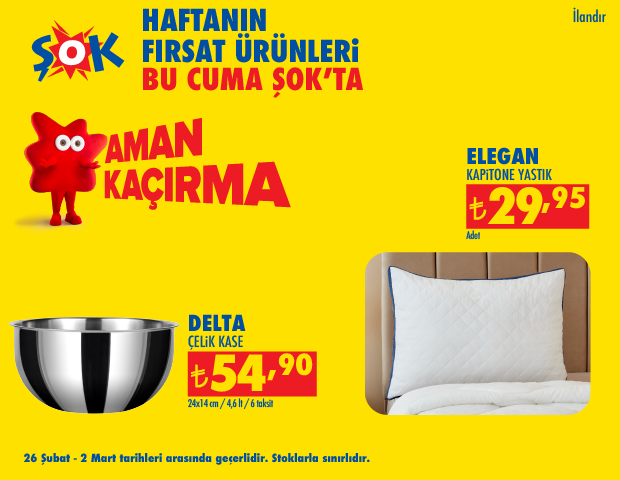 İlandır
ŞOK
HAFTANIN
FIRSAT ÜRÜNLERİ
BU CUMA ŞOK'TA
AMAN
KAÇIRMA
ELEGAN
KAPİTONE YASTIK
₺29,95
Adet
DELTA
ÇELİK KASE
₺54,90
24x14 cm / 4,6 lt / 6 taksit
26 Şubat - 2 Mart tarihleri arasında geçerlidir. Stoklarla sınırlıdır.